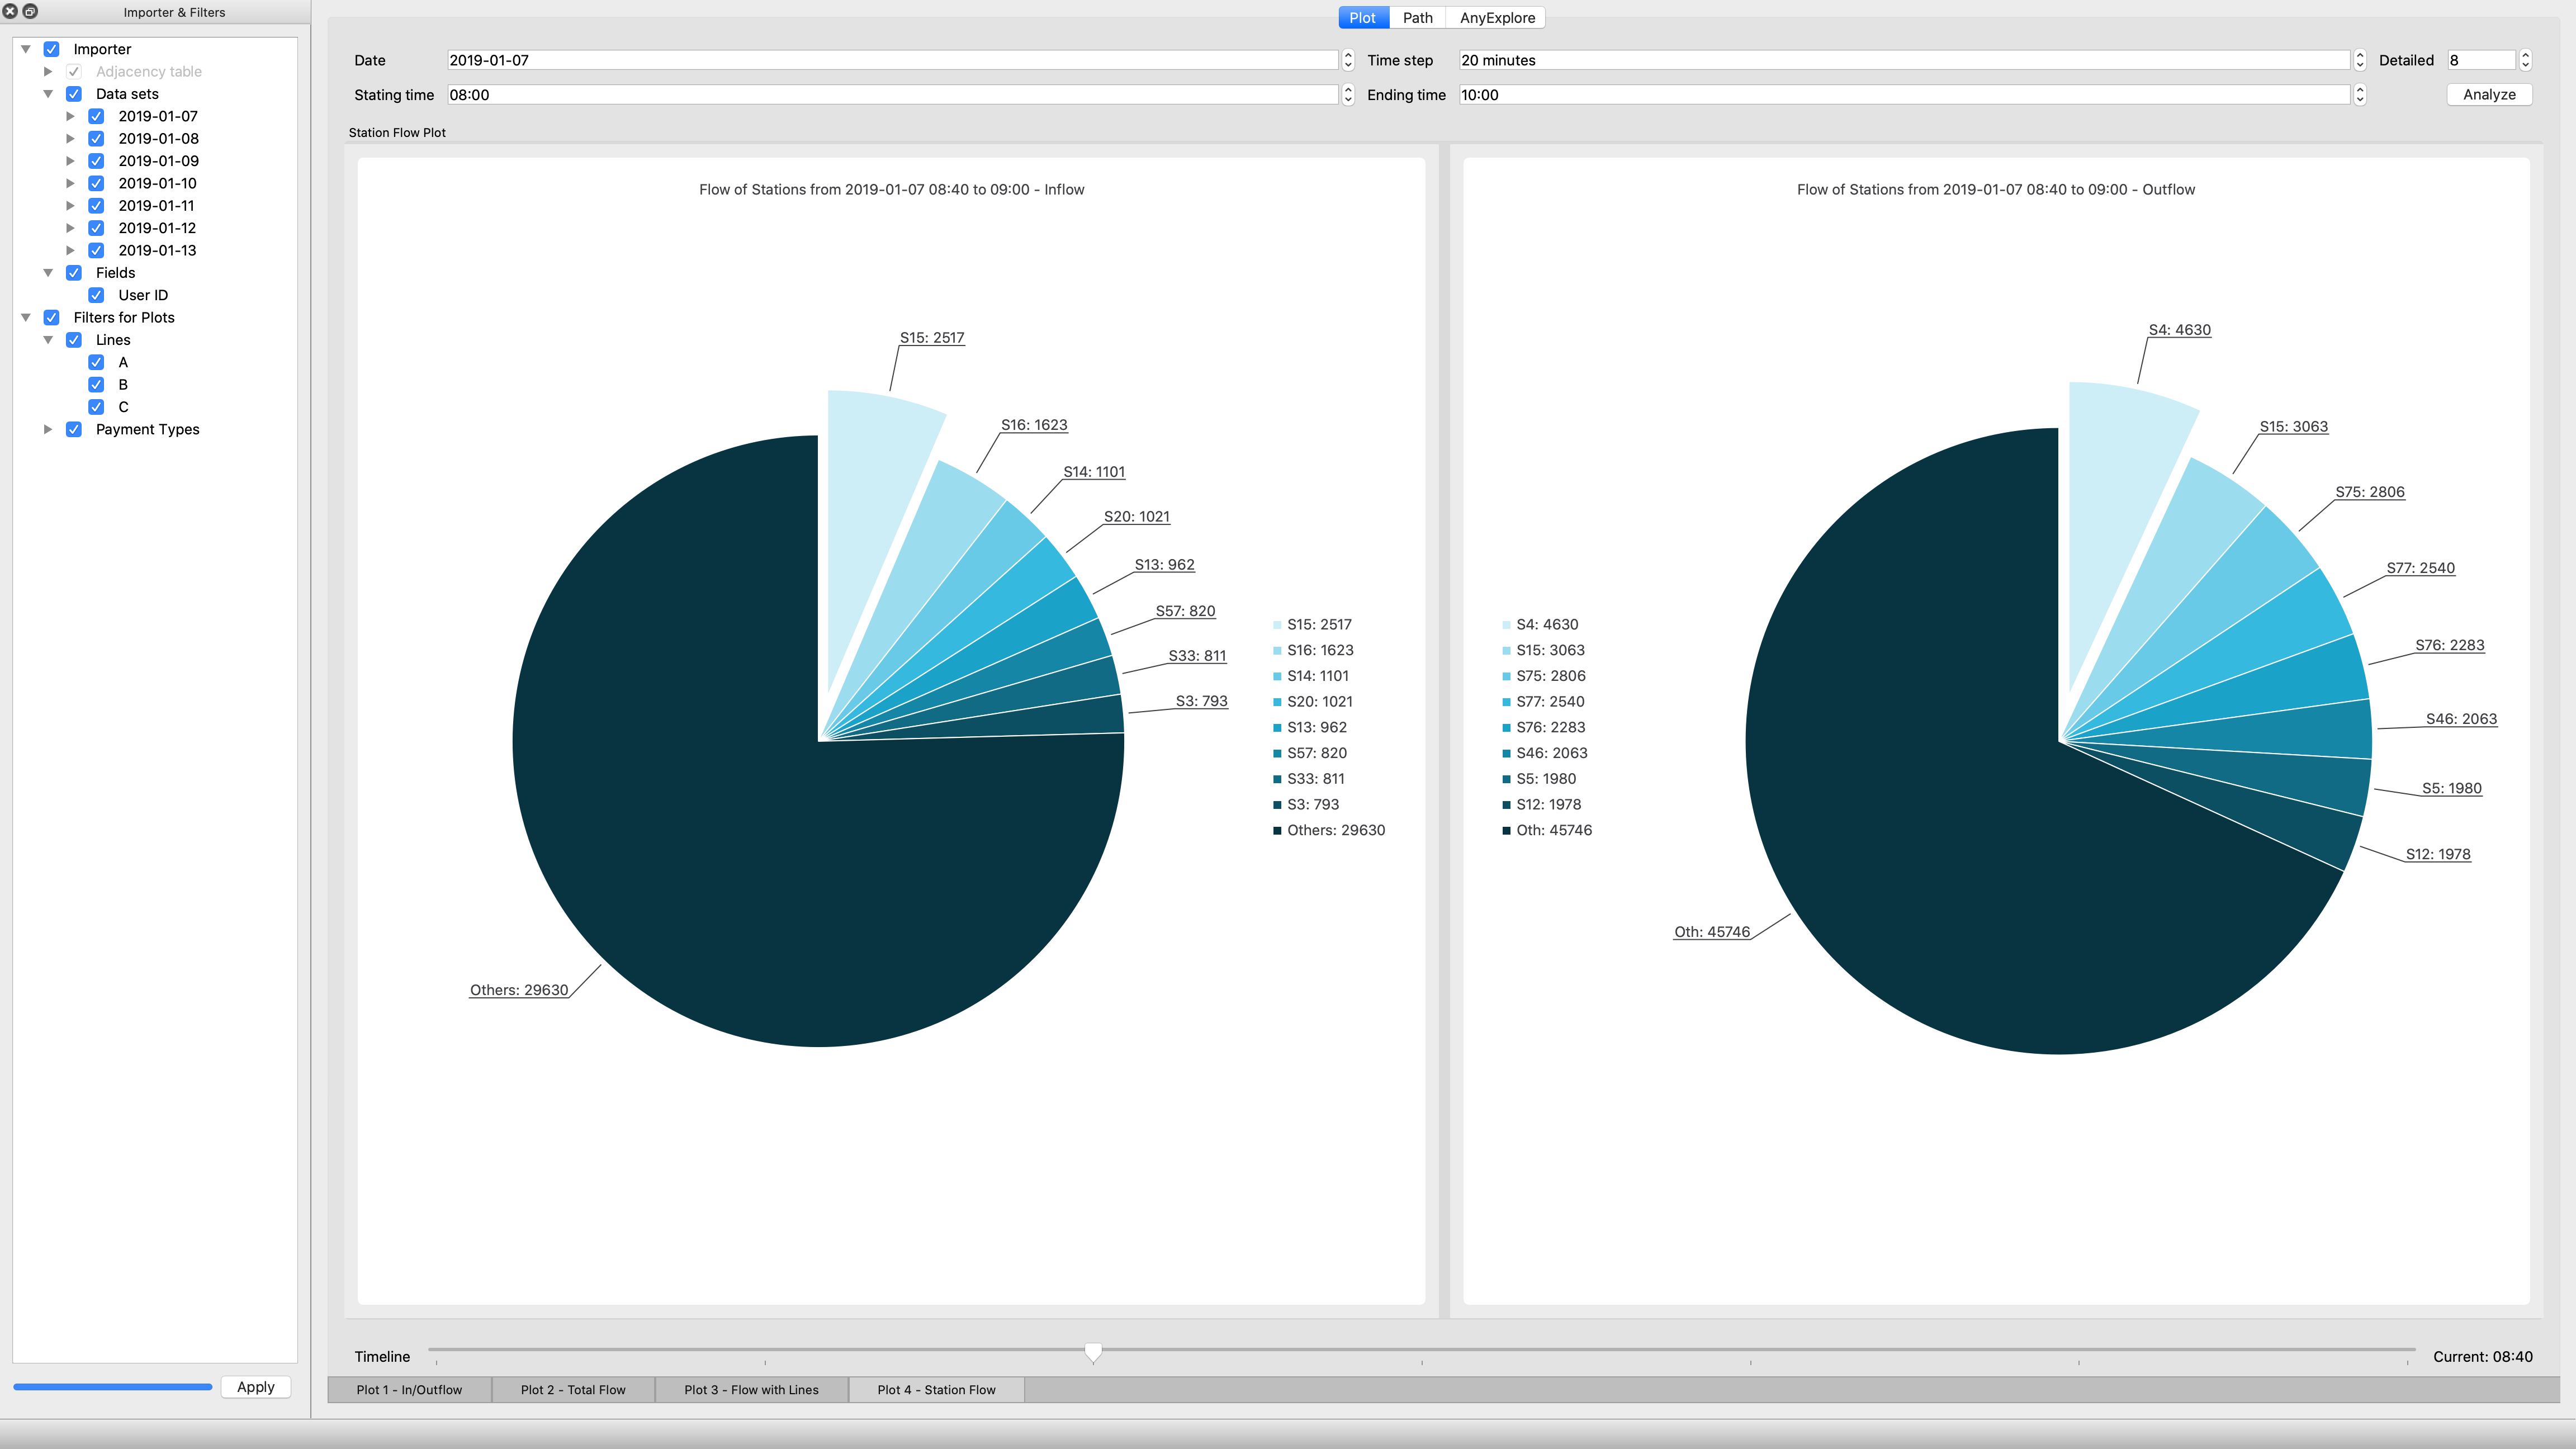 Importer & Filters
Importer
Adjacency table
Data sets
2019-01-07
2019-01-08
2019-01-09
2019-01-10
2019-01-11
2019-01-12
2019-01-13
Fields
User ID
Filters for Plots
Lines
A
B
C
Payment Types
Apply
Plot Path AnyExplore
Date 2019-01-07 Time step 20 minutes Detailed 8
Stating time 08:00 Ending time 10:00 Analyze
Station Flow Plot
Flow of Stations from 2019-01-07 08:40 to 09:00 - Inflow
S15: 2517
S16: 1623
S14: 1101
S20: 1021
S13: 962
S57: 820
S33: 811
S3: 793
Others: 29630
S15: 2517
S16: 1623
S14: 1101
S20: 1021
S13: 962
S57: 820
S33: 811
S3: 793
Others: 29630
Flow of Stations from 2019-01-07 08:40 to 09:00 - Outflow
S4: 4630
S15: 3063
S75: 2806
S77: 2540
S76: 2283
S46: 2063
S5: 1980
S12: 1978
Oth: 45746
S4: 4630
S15: 3063
S75: 2806
S77: 2540
S76: 2283
S46: 2063
S5: 1980
S12: 1978
Oth: 45746
Timeline Current: 08:40
Plot 1 - In/Outflow Plot 2 - Total Flow Plot 3 - Flow with Lines Plot 4 - Station Flow